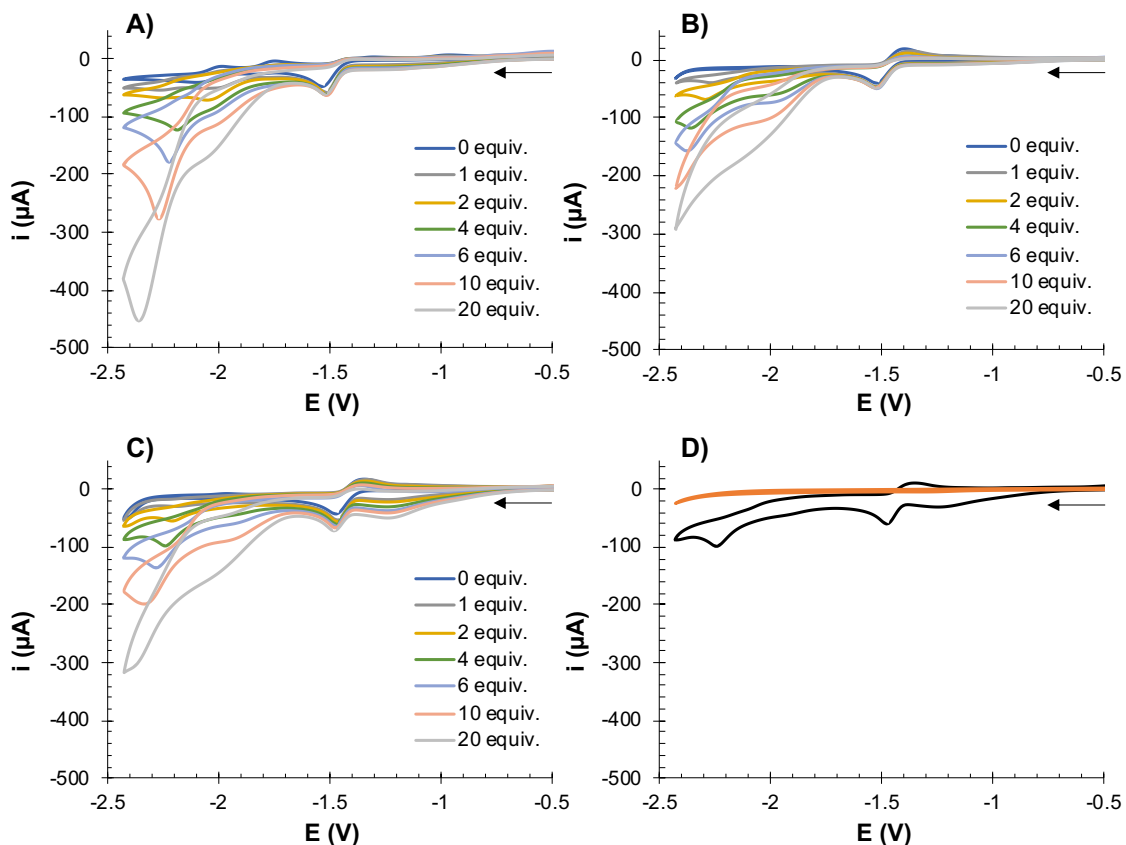 A)
0
-100
-200
-300
-400
-500
i (µA)
-2.5 -2 -1.5 -1 -0.5
E (V)
0 equiv.
1 equiv.
2 equiv.
4 equiv.
6 equiv.
10 equiv.
20 equiv.
B)
0
-100
-200
-300
-400
-500
i (µA)
-2.5 -2 -1.5 -1 -0.5
E (V)
0 equiv.
1 equiv.
2 equiv.
4 equiv.
6 equiv.
10 equiv.
20 equiv.
C)
0
-100
-200
-300
-400
-500
i (µA)
-2.5 -2 -1.5 -1 -0.5
E (V)
0 equiv.
1 equiv.
2 equiv.
4 equiv.
6 equiv.
10 equiv.
20 equiv.
D)
0
-100
-200
-300
-400
-500
i (µA)
-2.5 -2 -1.5 -1 -0.5
E (V)